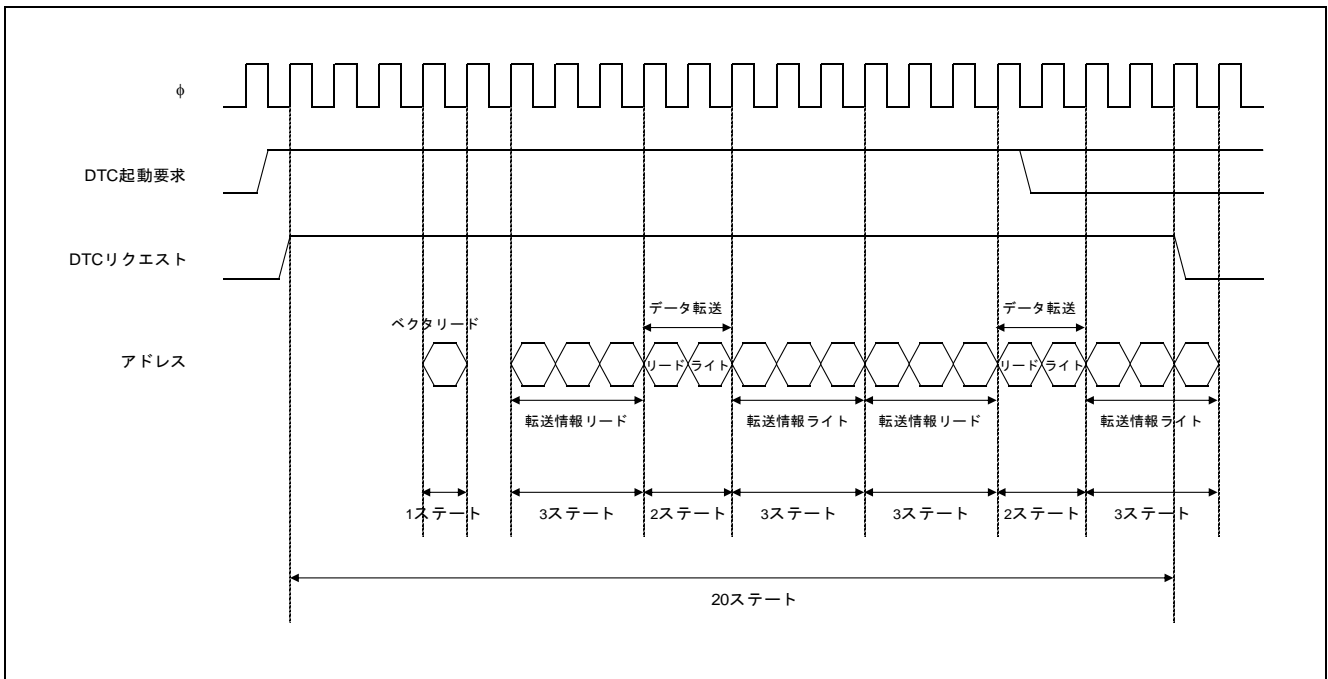 φ
DTC起動要求
DTCリクエスト
データ転送 データ転送
ベクタリード
アドレス
リード ライト リード ライト
転送情報リード 転送情報ライト 転送情報リード 転送情報ライト
1ステート 3ステート 2ステート 3ステート 3ステート 2ステート 3ステート
20ステート